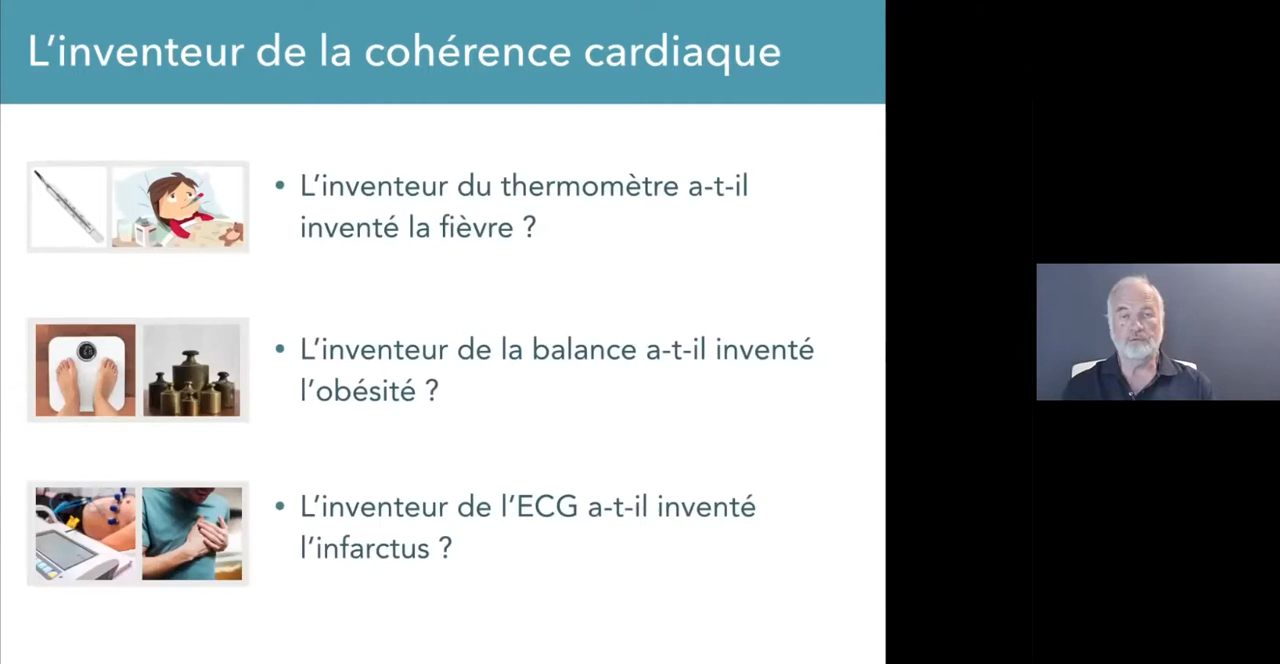 L'inventeur de la cohérence cardiaque
• L'inventeur du thermomètre a-t-il
inventé la fièvre ?
• L'inventeur de la balance a-t-il inventé
l'obésité ?
• L'inventeur de l'ECG a-t-il inventé
l'infarctus ?